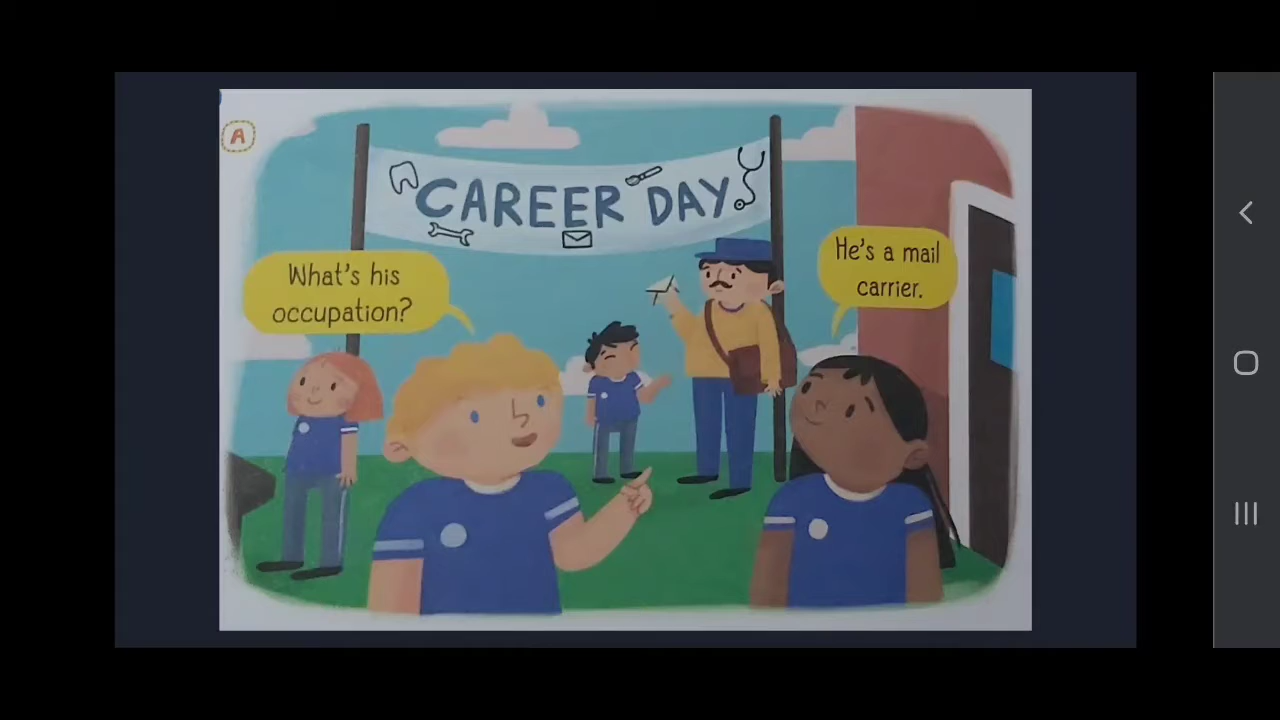 A
CAREER DAY
What's his
occupation?
He's a mail
carrier.